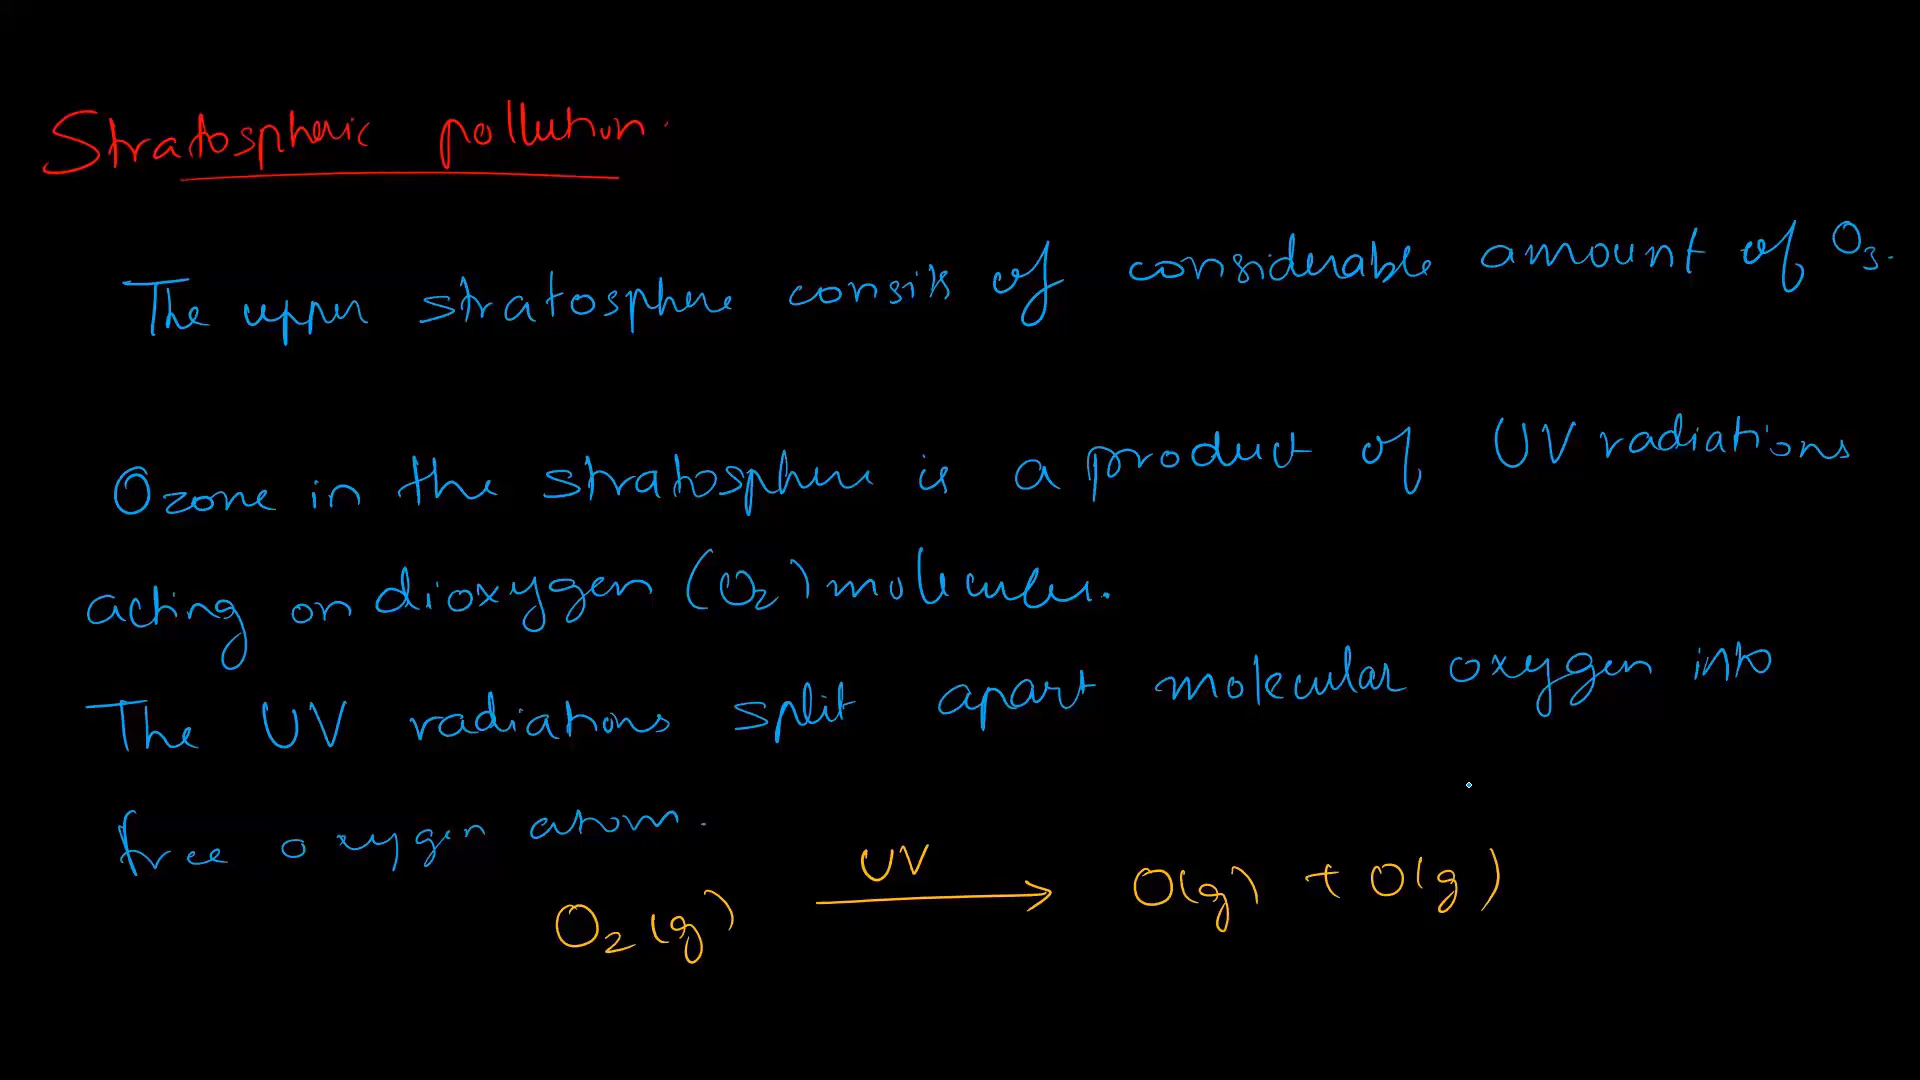 Stratospheric pollution.
The upper stratosphere consits of considerable amount of O₃.
Ozone in the stratosphere is a product of UV radiations
acting on dioxygen (O₂) molecules.
The UV radiations split apart molecular oxygen into
free oxygen atom.
O₂(g) UV → O(g) + O(g)